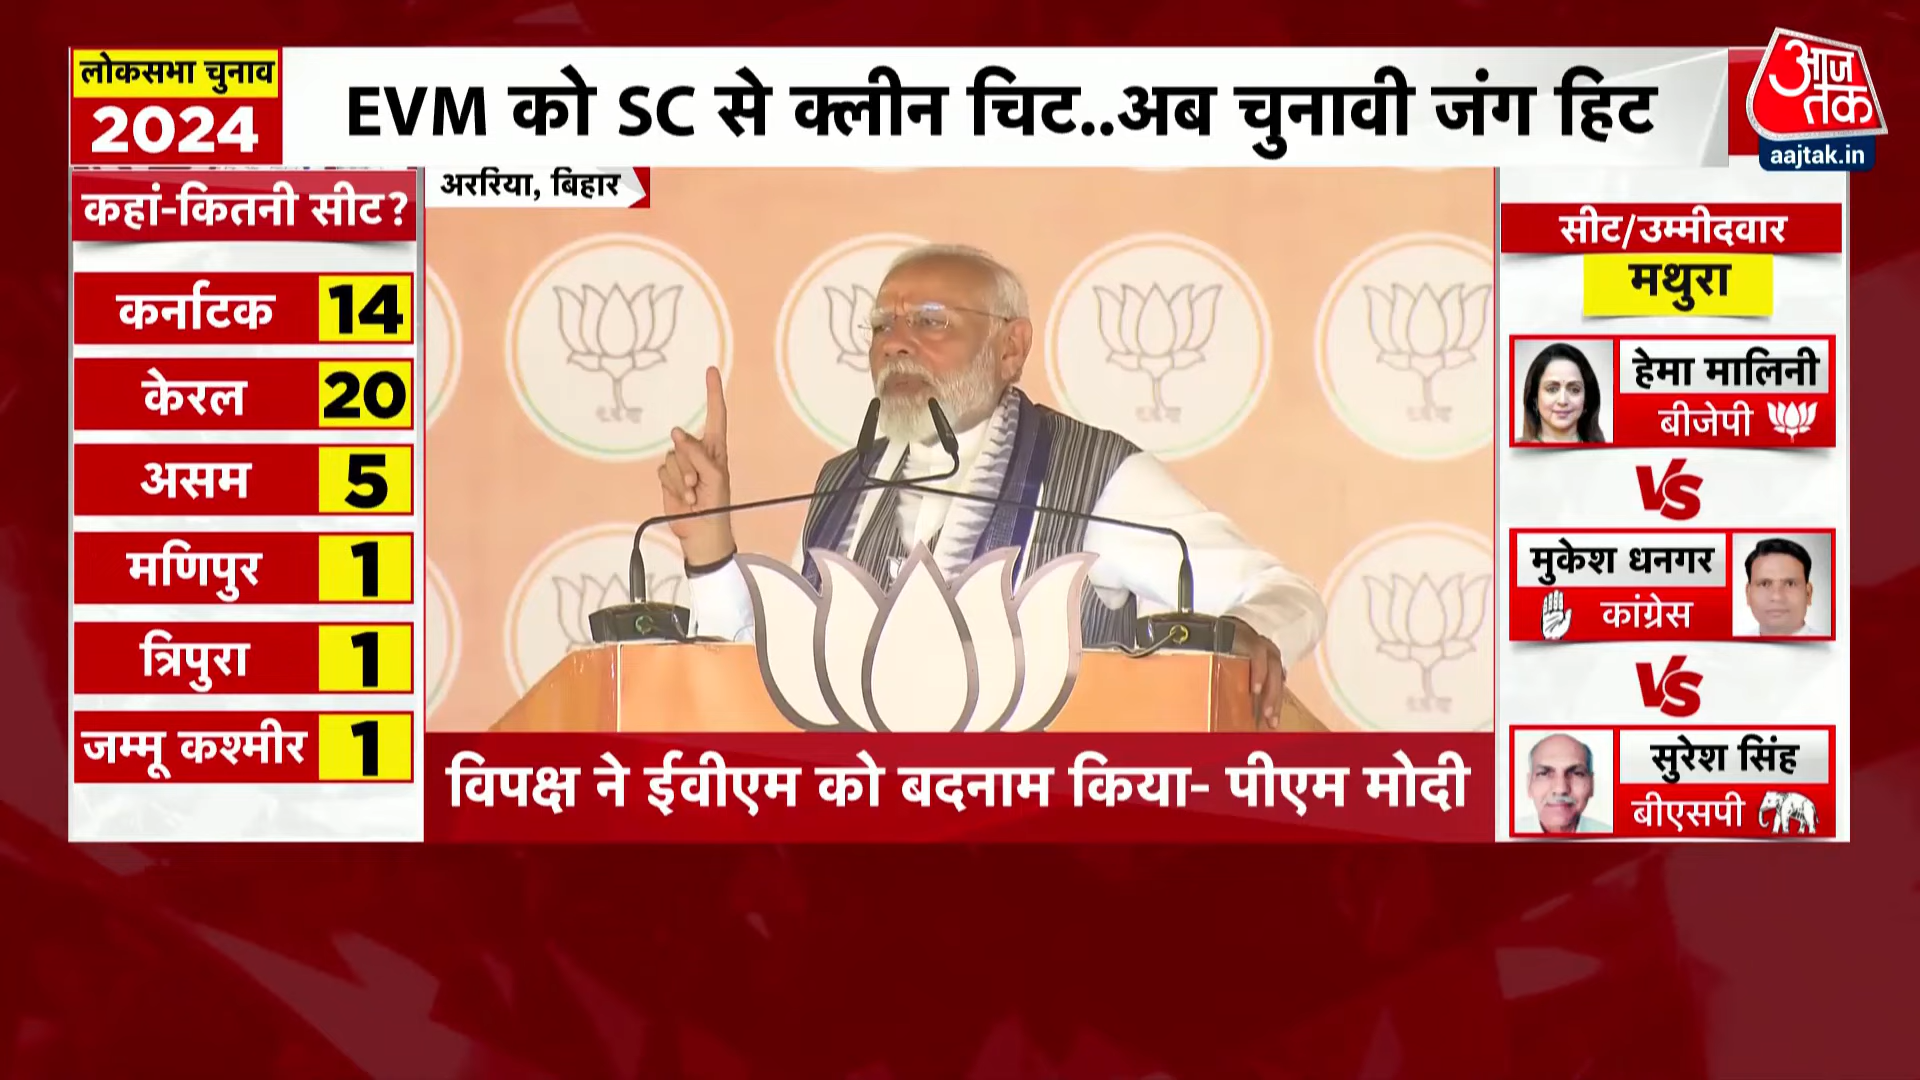 लोकसभा चुनाव
2024
EVM को SC से क्लीन चिट..अब चुनावी जंग हिट
आज
तक
aajtak.in
कहां-कितनी सीट?
कर्नाटक 14
केरल 20
असम 5
मणिपुर 1
त्रिपुरा 1
जम्मू कश्मीर 1
अररिया, बिहार
विपक्ष ने ईवीएम को बदनाम किया- पीएम मोदी
सीट/उम्मीदवार
मथुरा
हेमा मालिनी
बीजेपी
VS
मुकेश धनगर
कांग्रेस
VS
सुरेश सिंह
बीएसपी